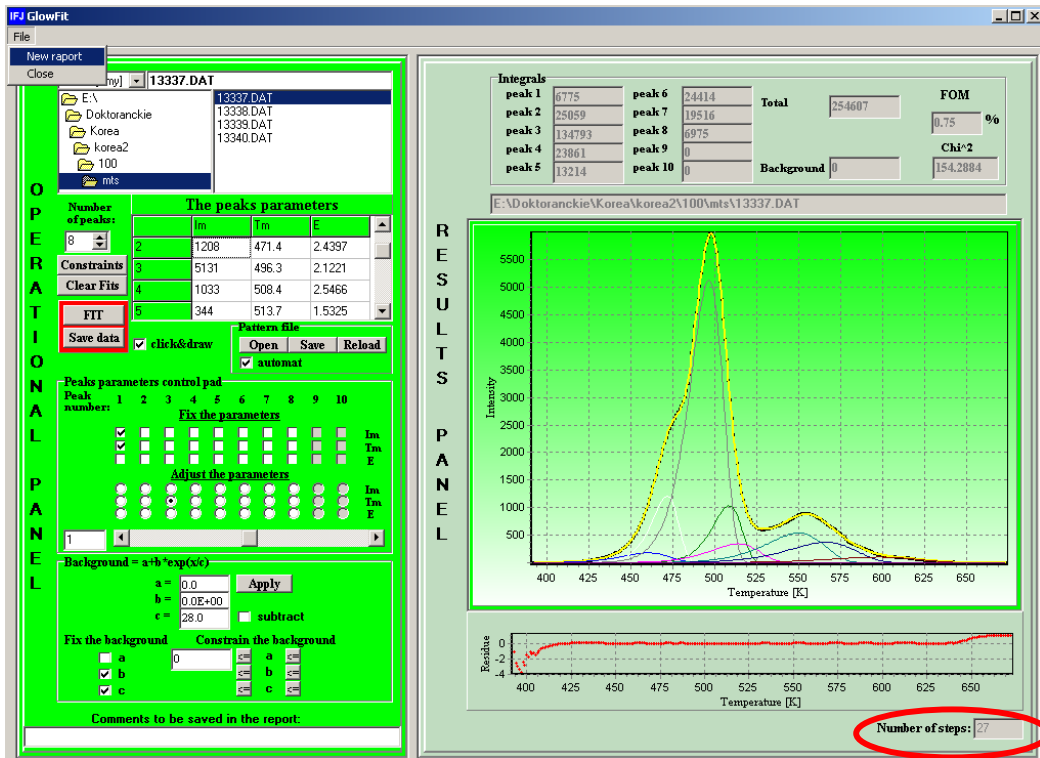 IFJ GlowFit
File
New raport
Close
my] 13337.DAT
E:\
Doktoranckie
Korea
korea2
100
mts
13337.DAT
13338.DAT
13339.DAT
13340.DAT
OPERATIONAL PANEL
Number of peaks:
8
Constraints
Clear Fits
FIT
Save data
The peaks parameters
Im Tm E
2 1208 471.4 2.4397
3 5131 496.3 2.1221
4 1033 508.4 2.5466
5 344 513.7 1.5325
click&draw
Pattern file
Open Save Reload
automat
Peaks parameters control pad
Peak number: 1 2 3 4 5 6 7 8 9 10
Fix the parameters
Im
Tm
E
Adjust the parameters
Im
Tm
E
1
Background = a+b*exp(x/c)
a = 0.0 Apply
b = 0.0E+00
c = 28.0 subtract
Fix the background Constrain the background
a 0 <= a <=
b <= b <=
c <= c <=
Comments to be saved in the report:
RESULTS PANEL
Integrals
peak 1 6775 peak 6 24414 Total 254607 FOM
peak 2 25059 peak 7 19516 0.75 %
peak 3 134793 peak 8 6975
peak 4 23861 peak 9 0 Chi^2
peak 5 13214 peak 10 0 Background 0 154.2884
E:\Doktoranckie\Korea\korea2\100\mts\13337.DAT
Intensity
5500
5000
4500
4000
3500
3000
2500
2000
1500
1000
500
400 425 450 475 500 525 550 575 600 625 650
Temperature [K]
Residue
0
-2
-4
400 425 450 475 500 525 550 575 600 625 650
Temperature [K]
Number of steps: 27